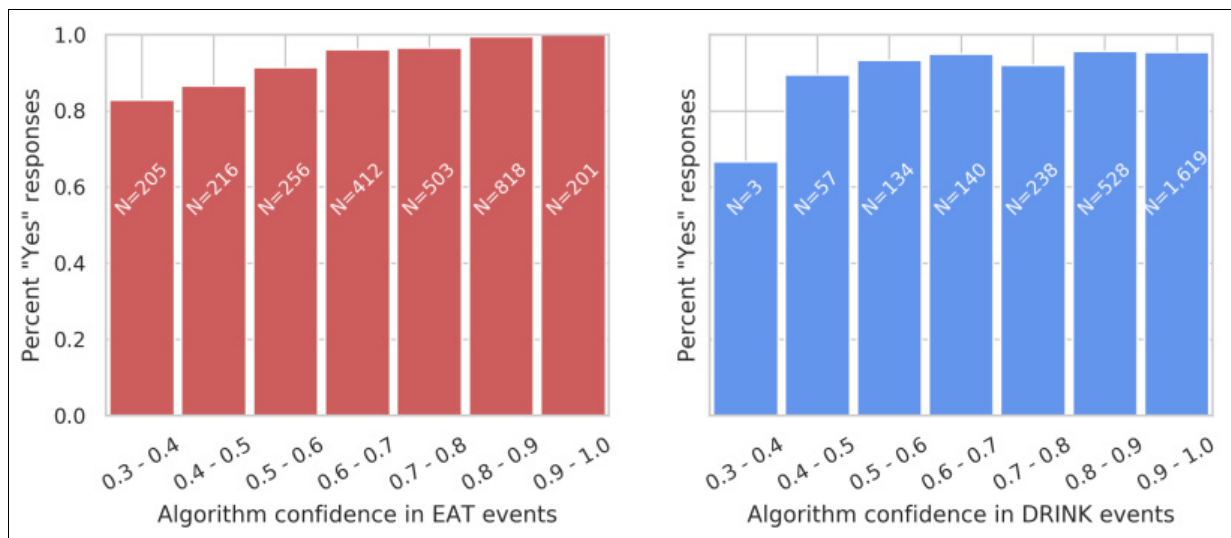 Percent "Yes" responses
1.0
0.8
0.6
0.4
0.2
0.0
N=205
N=216
N=256
N=412
N=503
N=818
N=201
0.3 - 0.4
0.4 - 0.5
0.5 - 0.6
0.6 - 0.7
0.7 - 0.8
0.8 - 0.9
0.9 - 1.0
Algorithm confidence in EAT events
Percent "Yes" responses
N=3
N=57
N=134
N=140
N=238
N=528
N=1,619
0.3 - 0.4
0.4 - 0.5
0.5 - 0.6
0.6 - 0.7
0.7 - 0.8
0.8 - 0.9
0.9 - 1.0
Algorithm confidence in DRINK events